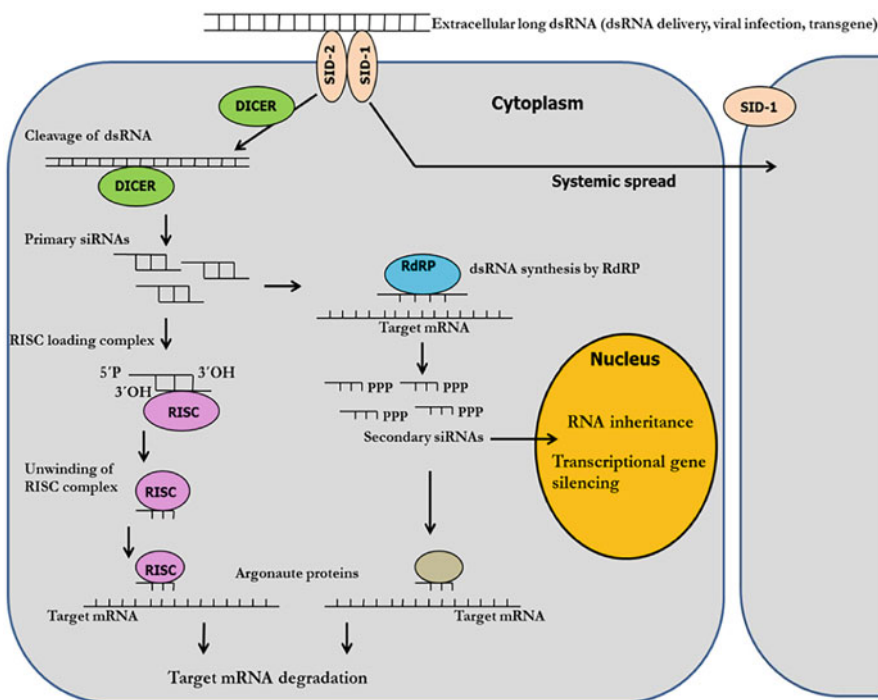 Extracellular long dsRNA (dsRNA delivery, viral infection, transgene)
SID-2
SID-1
DICER
Cytoplasm
SID-1
Cleavage of dsRNA
Systemic spread
DICER
Primary siRNAs
RdRP
dsRNA synthesis by RdRP
Target mRNA
RISC loading complex
5´P
3´OH
3´OH
RISC
Nucleus
PPP
PPP
PPP
PPP
RNA inheritance
Secondary siRNAs
Transcriptional gene
silencing
Unwinding of
RISC complex
RISC
RISC
Argonaute proteins
Target mRNA
Target mRNA
Target mRNA degradation